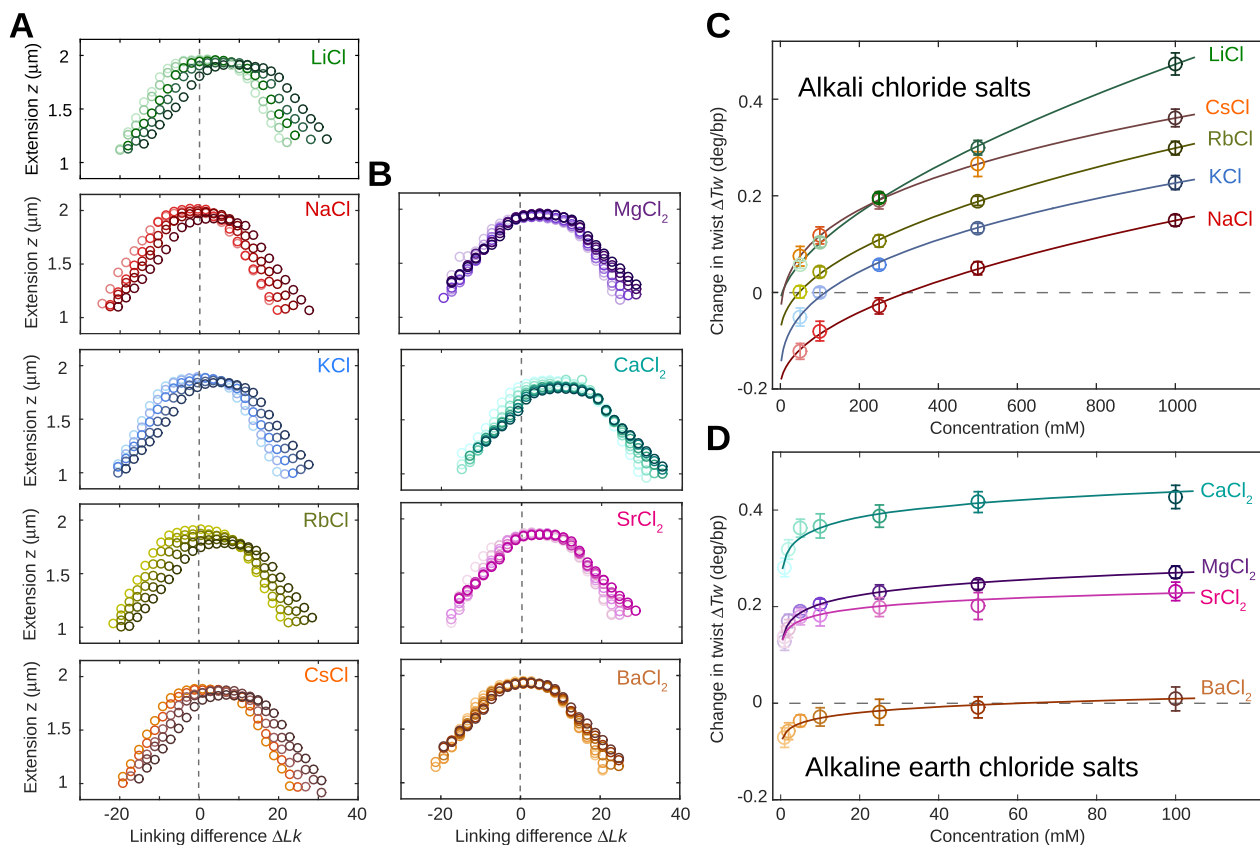 A
Extension z (μm)
2
1.5
1
LiCl
Extension z (μm)
2
1.5
1
NaCl
Extension z (μm)
2
1.5
1
KCl
Extension z (μm)
2
1.5
1
RbCl
Extension z (μm)
2
1.5
1
CsCl
-20
0
20
40
Linking difference ΔLk
B
MgCl2
CaCl2
SrCl2
BaCl2
-20
0
20
40
Linking difference ΔLk
C
Alkali chloride salts
Change in twist ΔTw (deg/bp)
0.4
0.2
0
-0.2
LiCl
CsCl
RbCl
KCl
NaCl
0
200
400
600
800
1000
Concentration (mM)
D
Change in twist ΔTw (deg/bp)
0.4
0.2
0
-0.2
CaCl2
MgCl2
SrCl2
BaCl2
Alkaline earth chloride salts
0
20
40
60
80
100
Concentration (mM)